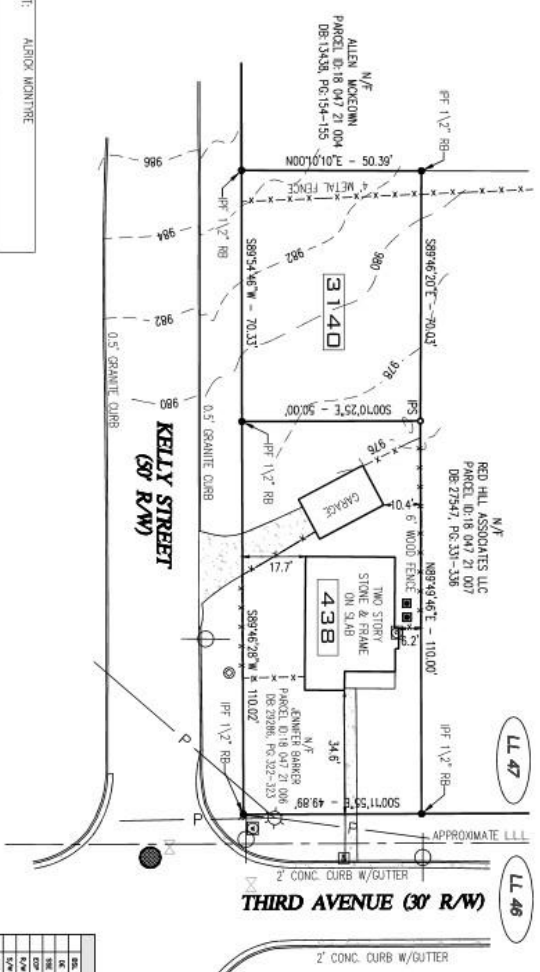 T: ALRICK MCINTYRE
N/F
ALLEN MCKEOWN
PARCEL ID:18 047 21 004
DB:13438, PG:154-155
IPF 1\2" RB
N00°10'10"E - 50.36'
4' METAL FENCE
IPF 1\2" RB
986
984
982
982
980
980
978
976
S89°46'20"E - 70.03'
S89°54'46"W - 70.33'
3140
0.5' GRANITE CURB
0.5' GRANITE CURB
KELLY STREET
(50' R/W)
S00°10'25"E - 50.00'
IPS
IPF 1\2" RB
N/F
RED HILL ASSOCIATES LLC
PARCEL ID:18 047 21 007
DB:27547, PG:331-336
GARAGE
10.4'
6' WOOD FENCE
N89°49'46"E - 110.00'
17.7'
TWO STORY
STONE & FRAME
ON SLAB
438
6.2'
S89°46'28"W 110.02'
N/F
JENNIFER BARKER
PARCEL ID:18 047 21 006
DB 29286, PG:322-323
34.6'
IPF 1\2" RB
IPF 1\2" RB
S00°11'55"E 49.89'
P
P
P
LL 47
LL 46
APPROXIMATE L.L.L.
2' CONC. CURB W/GUTTER
THIRD AVENUE (30' R/W)
2' CONC. CURB W/GUTTER